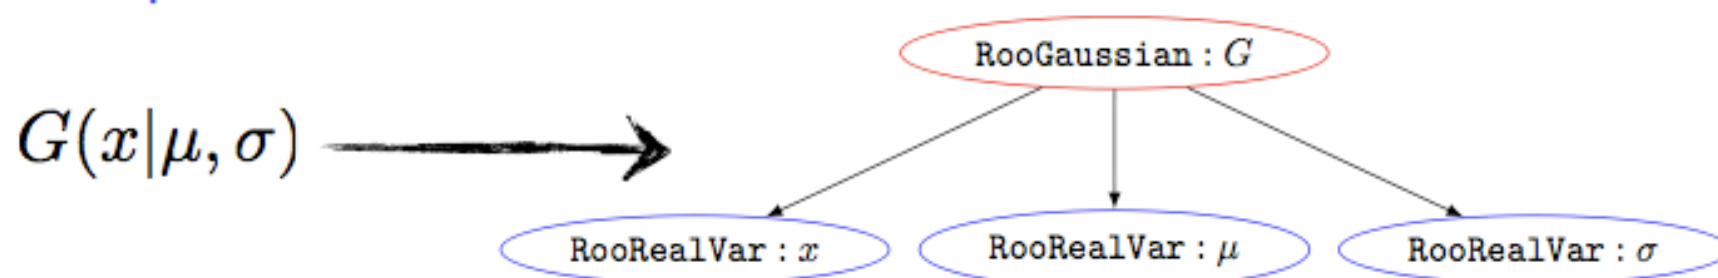 RooGaussian : G
G(x|μ, σ)
RooRealVar : x RooRealVar : μ RooRealVar : σ